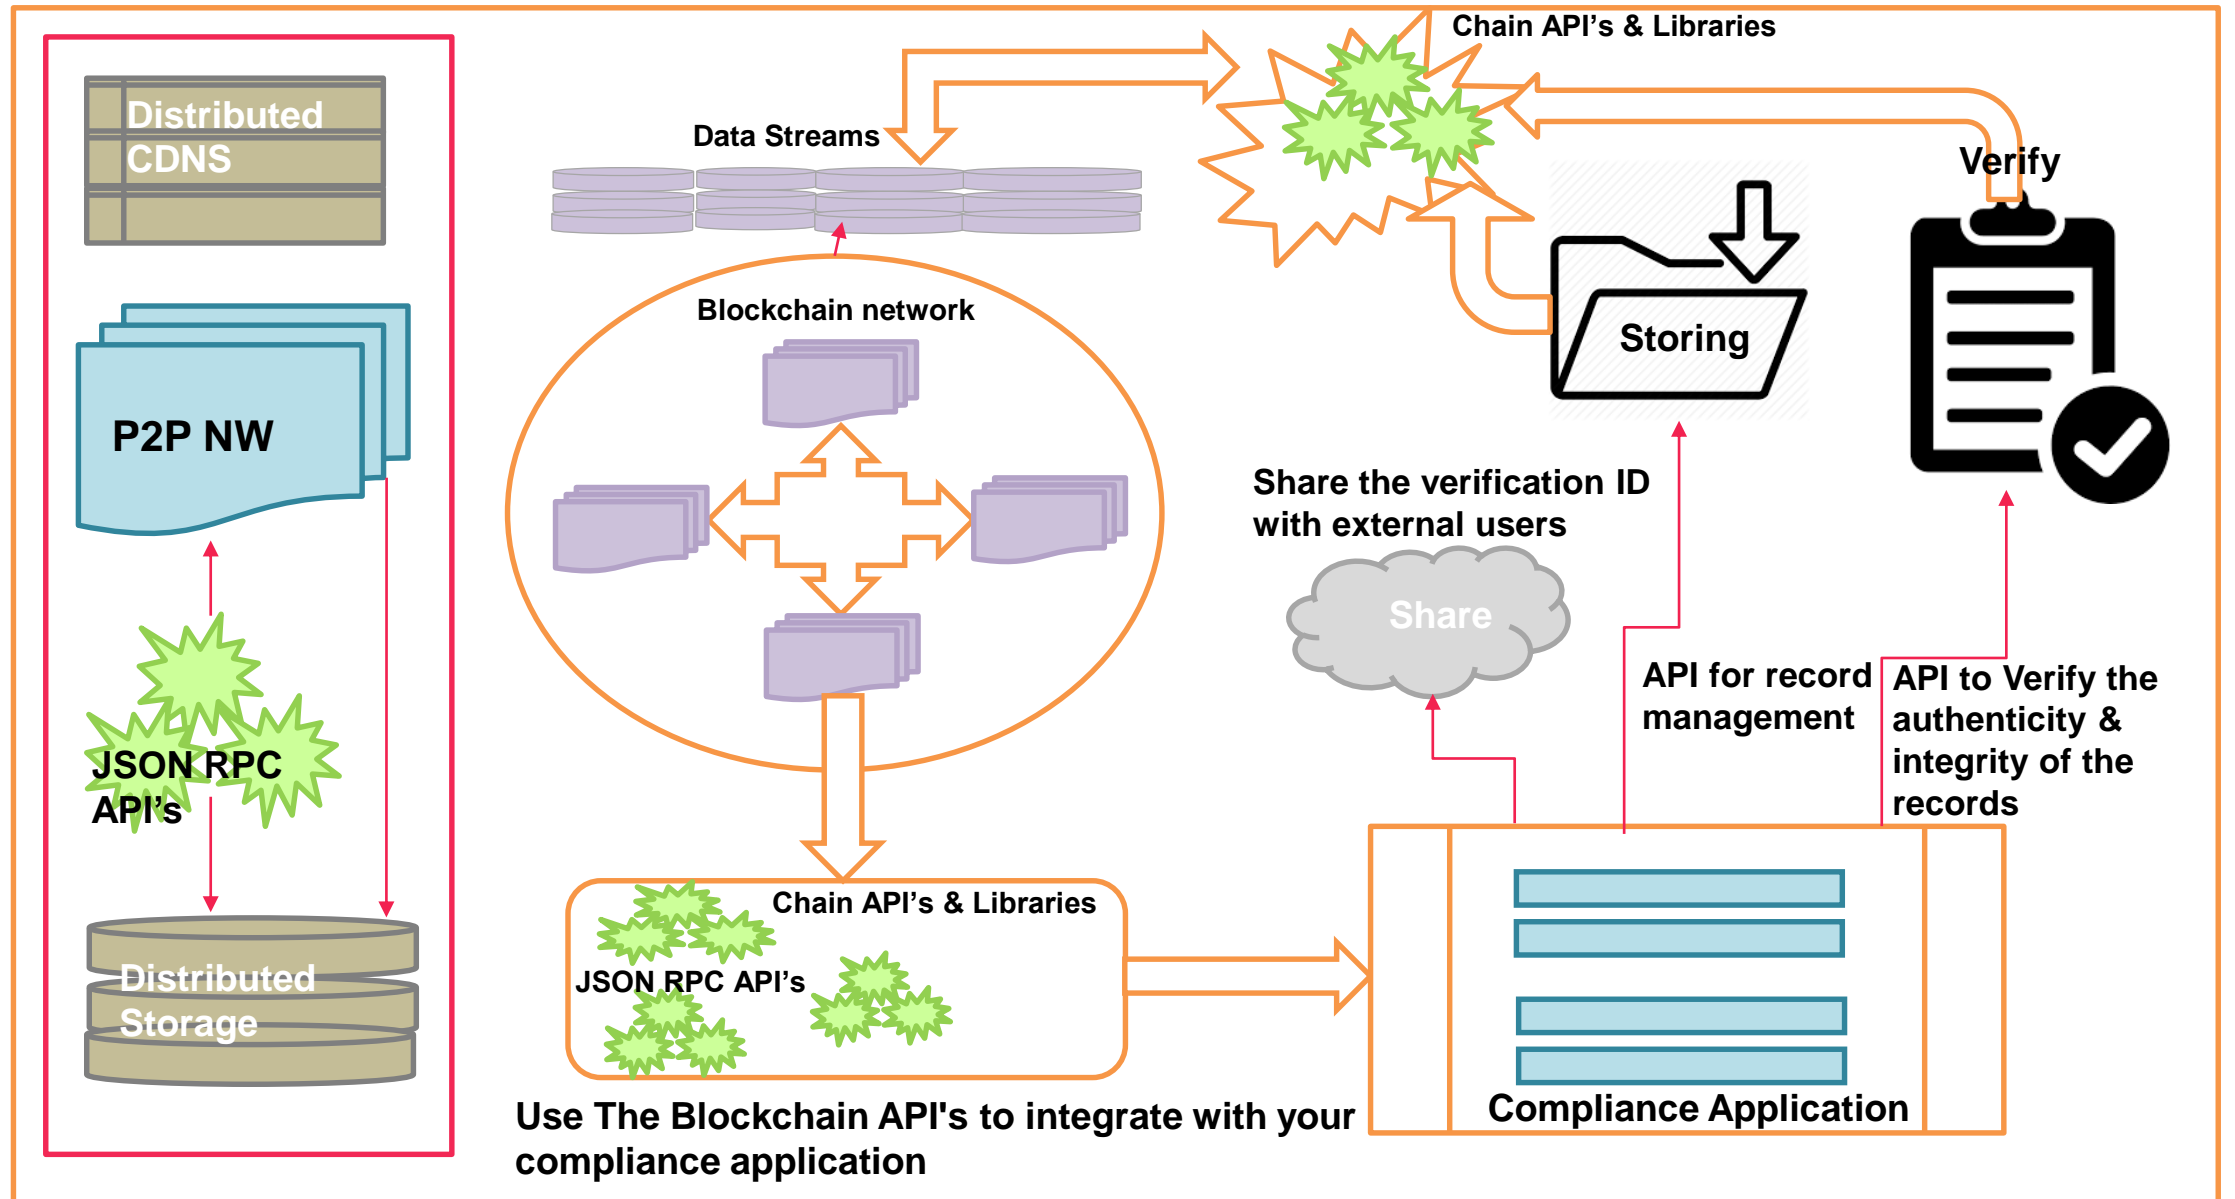 Chain API's & Libraries
Distributed
CDNS
Data Streams
Verify
Blockchain network
Storing
P2P NW
Share the verification ID
with external users
Share
API for record
management
API to Verify the
authenticity &
integrity of the
records
JSON RPC
API’s
Chain API’s & Libraries
JSON RPC API’s
Distributed
Storage
Compliance Application
Use The Blockchain API's to integrate with your
compliance application